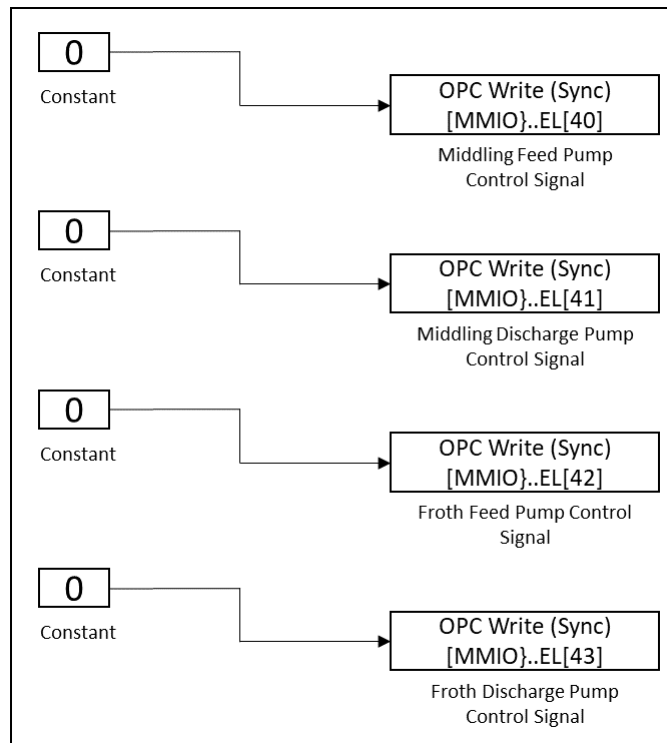 0
Constant
OPC Write (Sync)
[MMIO}..EL[40]
Middling Feed Pump
Control Signal
0
Constant
OPC Write (Sync)
[MMIO}..EL[41]
Middling Discharge Pump
Control Signal
0
Constant
OPC Write (Sync)
[MMIO}..EL[42]
Froth Feed Pump Control
Signal
0
Constant
OPC Write (Sync)
[MMIO}..EL[43]
Froth Discharge Pump
Control Signal